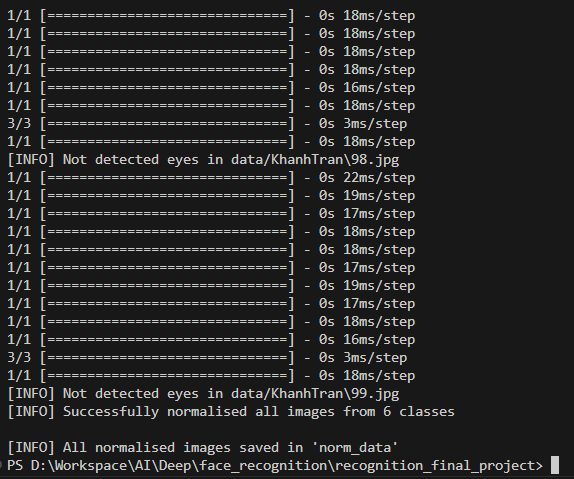 1/1 [==============================] - 0s 18ms/step
1/1 [==============================] - 0s 18ms/step
1/1 [==============================] - 0s 18ms/step
1/1 [==============================] - 0s 18ms/step
1/1 [==============================] - 0s 16ms/step
1/1 [==============================] - 0s 18ms/step
3/3 [==============================] - 0s 3ms/step
1/1 [==============================] - 0s 18ms/step
[INFO] Not detected eyes in data/KhanhTran\98.jpg
1/1 [==============================] - 0s 22ms/step
1/1 [==============================] - 0s 19ms/step
1/1 [==============================] - 0s 17ms/step
1/1 [==============================] - 0s 18ms/step
1/1 [==============================] - 0s 18ms/step
1/1 [==============================] - 0s 17ms/step
1/1 [==============================] - 0s 19ms/step
1/1 [==============================] - 0s 17ms/step
1/1 [==============================] - 0s 18ms/step
1/1 [==============================] - 0s 16ms/step
3/3 [==============================] - 0s 3ms/step
1/1 [==============================] - 0s 18ms/step
[INFO] Not detected eyes in data/KhanhTran\99.jpg
[INFO] Successfully normalised all images from 6 classes
[INFO] All normalised images saved in 'norm_data'
PS D:\Workspace\AI\Deep\face_recognition\recognition_final_project>